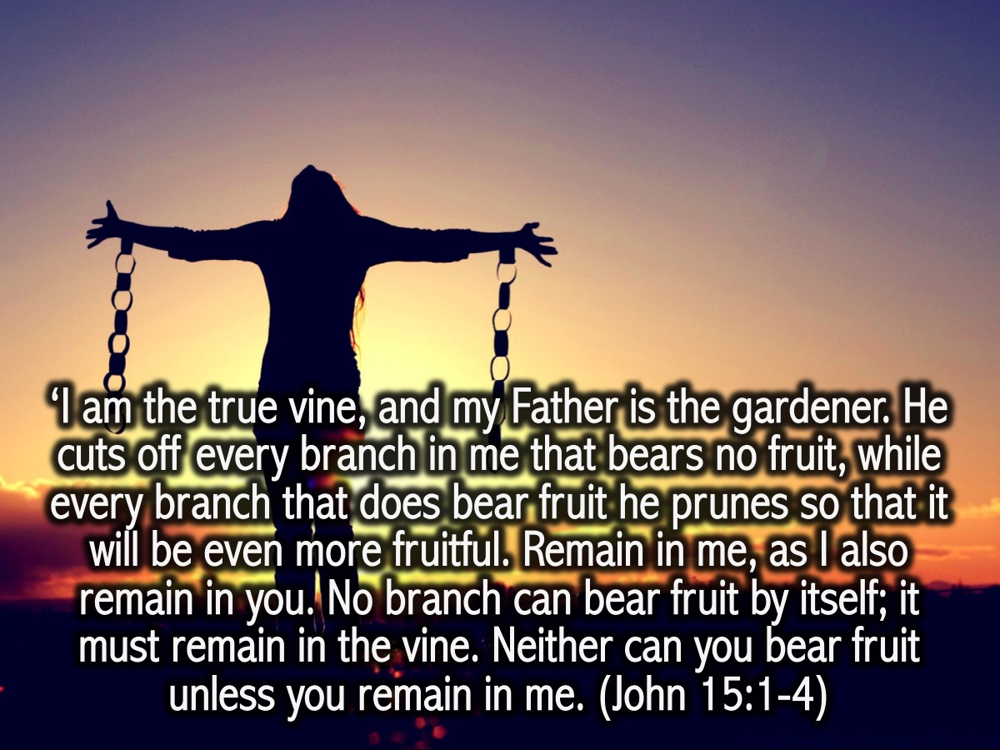 ‘I am the true vine, and my Father is the gardener. He
cuts off every branch in me that bears no fruit, while
every branch that does bear fruit he prunes so that it
will be even more fruitful. Remain in me, as I also
remain in you. No branch can bear fruit by itself; it
must remain in the vine. Neither can you bear fruit
unless you remain in me. (John 15:1-4)